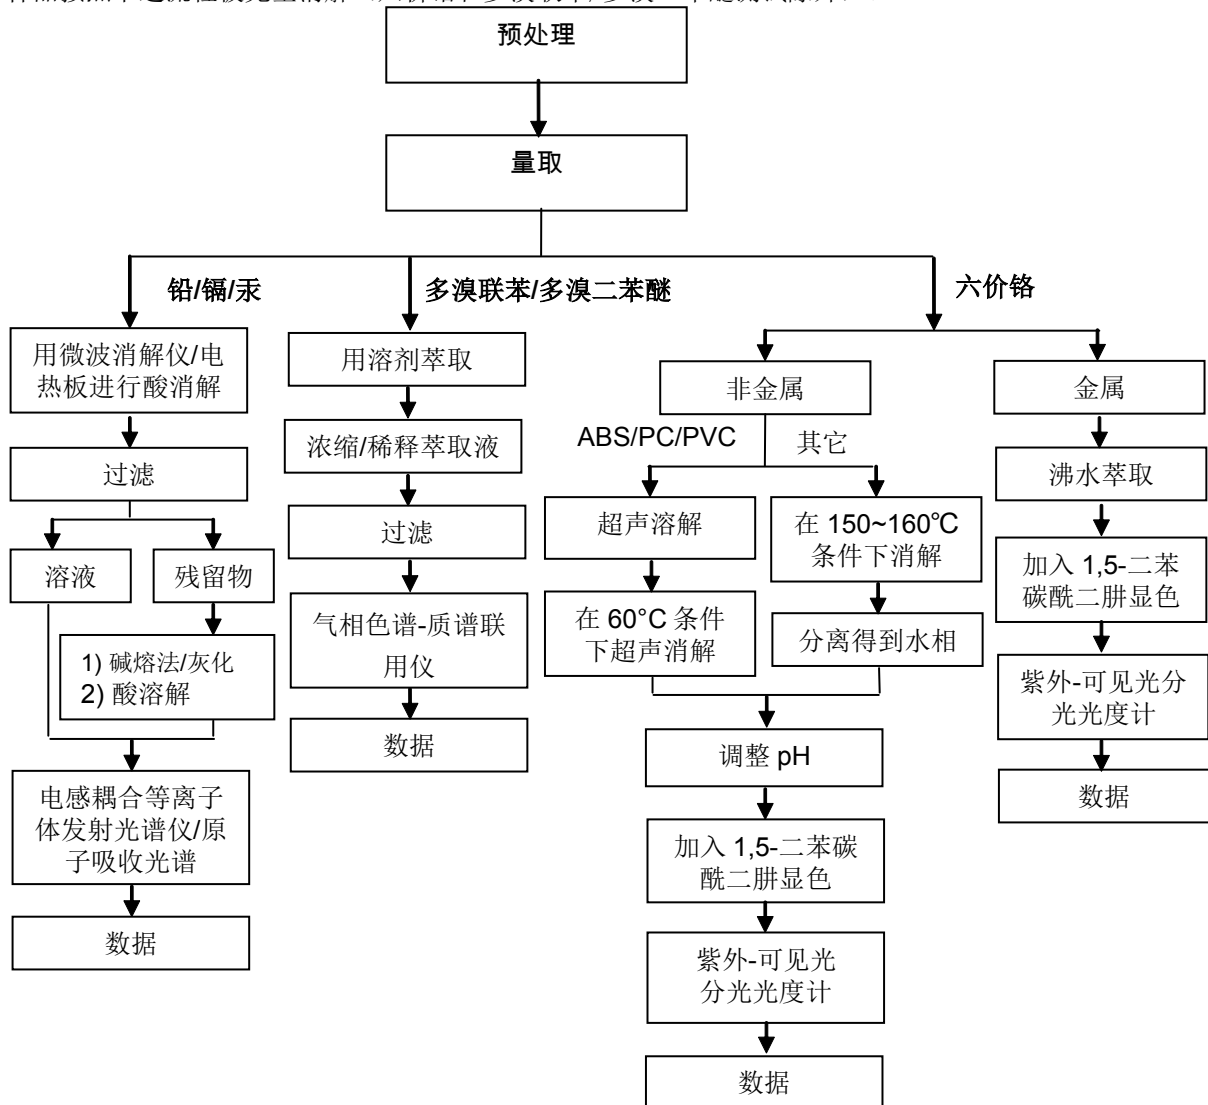 预处理
量取
铅/镉/汞
多溴联苯/多溴二苯醚
六价铬
用微波消解仪/电
热板进行酸消解
过滤
溶液
残留物
1) 碱熔法/灰化
2) 酸溶解
电感耦合等离子
体发射光谱仪/原
子吸收光谱
数据
用溶剂萃取
浓缩/稀释萃取液
过滤
气相色谱-质谱联
用仪
数据
非金属
ABS/PC/PVC
其它
超声溶解
在 60°C 条件
下超声消解
在 150~160℃
条件下消解
分离得到水相
调整 pH
加入 1,5-二苯碳
酰二肼显色
紫外-可见光
分光光度计
数据
金属
沸水萃取
加入 1,5-二苯
碳酰二肼显色
紫外-可见光分
光光度计
数据